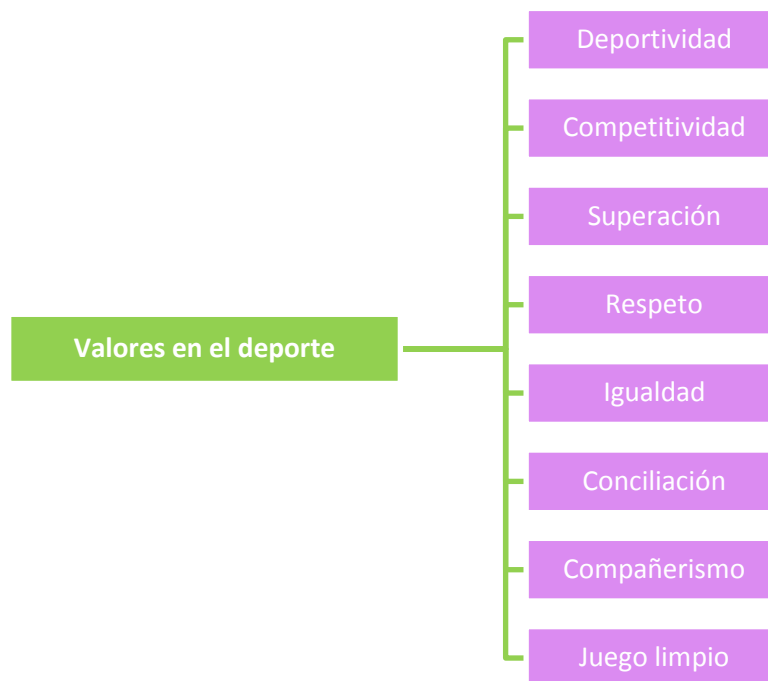 Deportividad
Competitividad
Superación
Respeto
Valores en el deporte
Igualdad
Conciliación
Compañerismo
Juego limpio